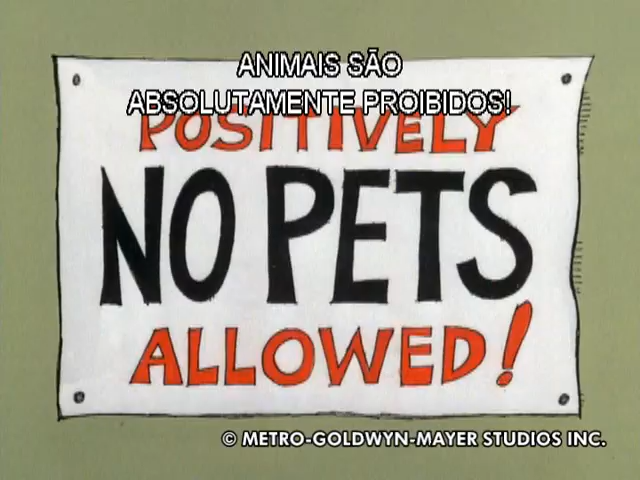 ANIMAIS SÃO
ABSOLUTAMENTE PROIBIDOS!
POSITIVELY
NO PETS
ALLOWED!
© METRO-GOLDWYN-MAYER STUDIOS INC.